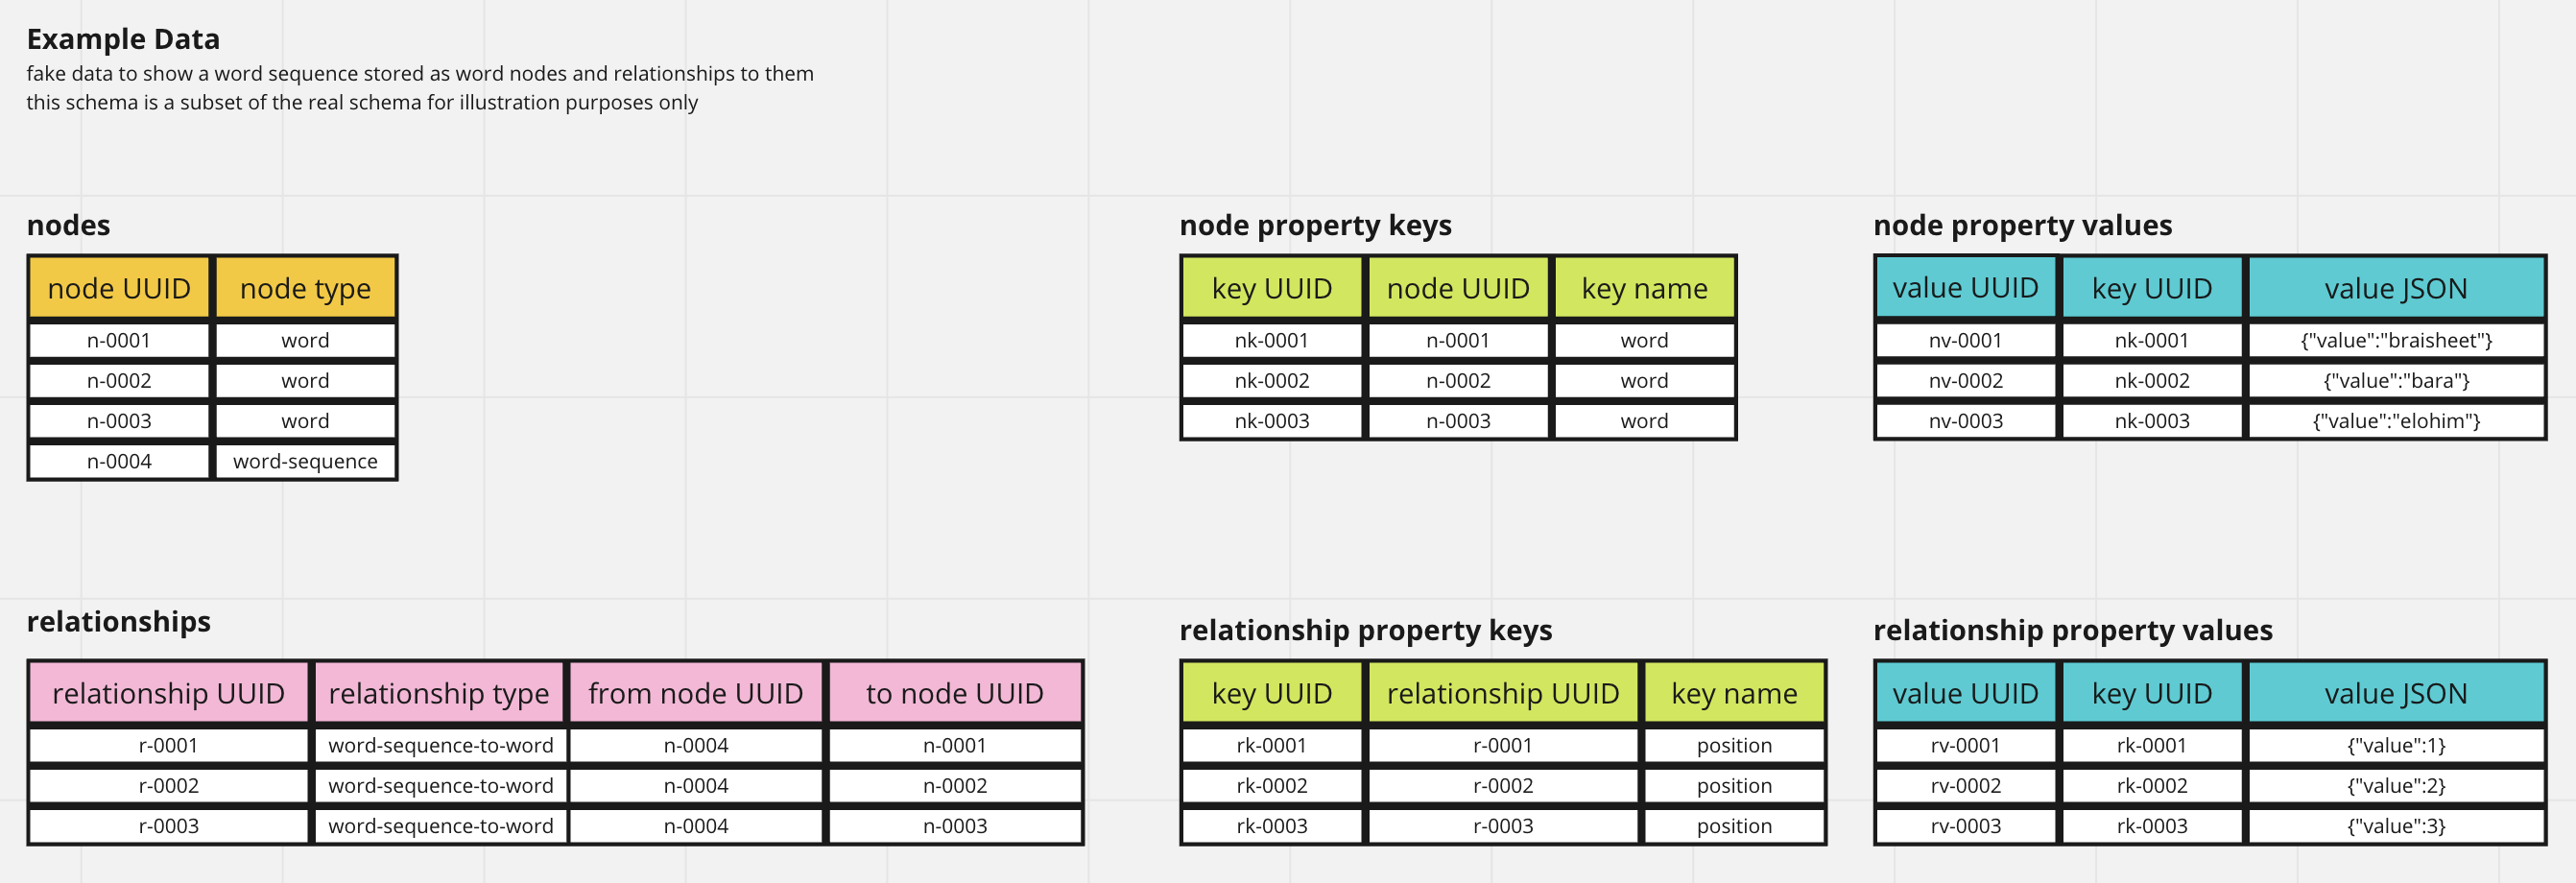 Example Data
fake data to show a word sequence stored as word nodes and relationships to them
this schema is a subset of the real schema for illustration purposes only
nodes
node UUID node type
n-0001 word
n-0002 word
n-0003 word
n-0004 word-sequence
node property keys
key UUID node UUID key name
nk-0001 n-0001 word
nk-0002 n-0002 word
nk-0003 n-0003 word
node property values
value UUID key UUID value JSON
nv-0001 nk-0001 {"value":"braisheet"}
nv-0002 nk-0002 {"value":"bara"}
nv-0003 nk-0003 {"value":"elohim"}
relationships
relationship UUID relationship type from node UUID to node UUID
r-0001 word-sequence-to-word n-0004 n-0001
r-0002 word-sequence-to-word n-0004 n-0002
r-0003 word-sequence-to-word n-0004 n-0003
relationship property keys
key UUID relationship UUID key name
rk-0001 r-0001 position
rk-0002 r-0002 position
rk-0003 r-0003 position
relationship property values
value UUID key UUID value JSON
rv-0001 rk-0001 {"value":1}
rv-0002 rk-0002 {"value":2}
rv-0003 rk-0003 {"value":3}